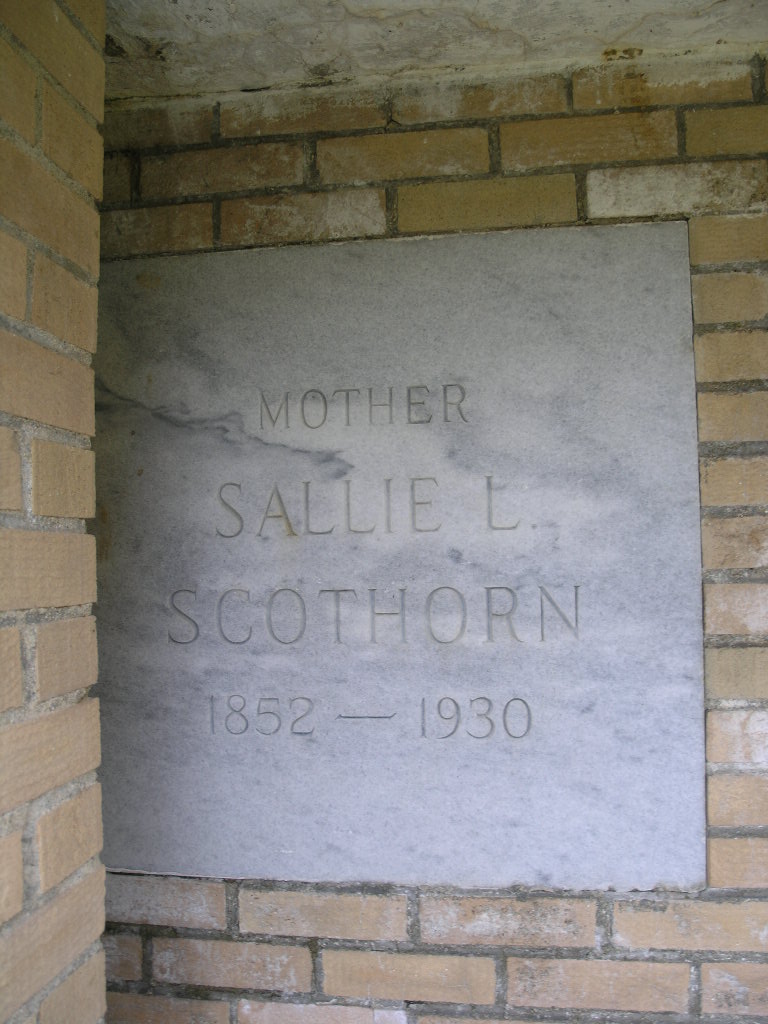 MOTHER
SALLIE L.
SCOTHORN
1852 — 1930